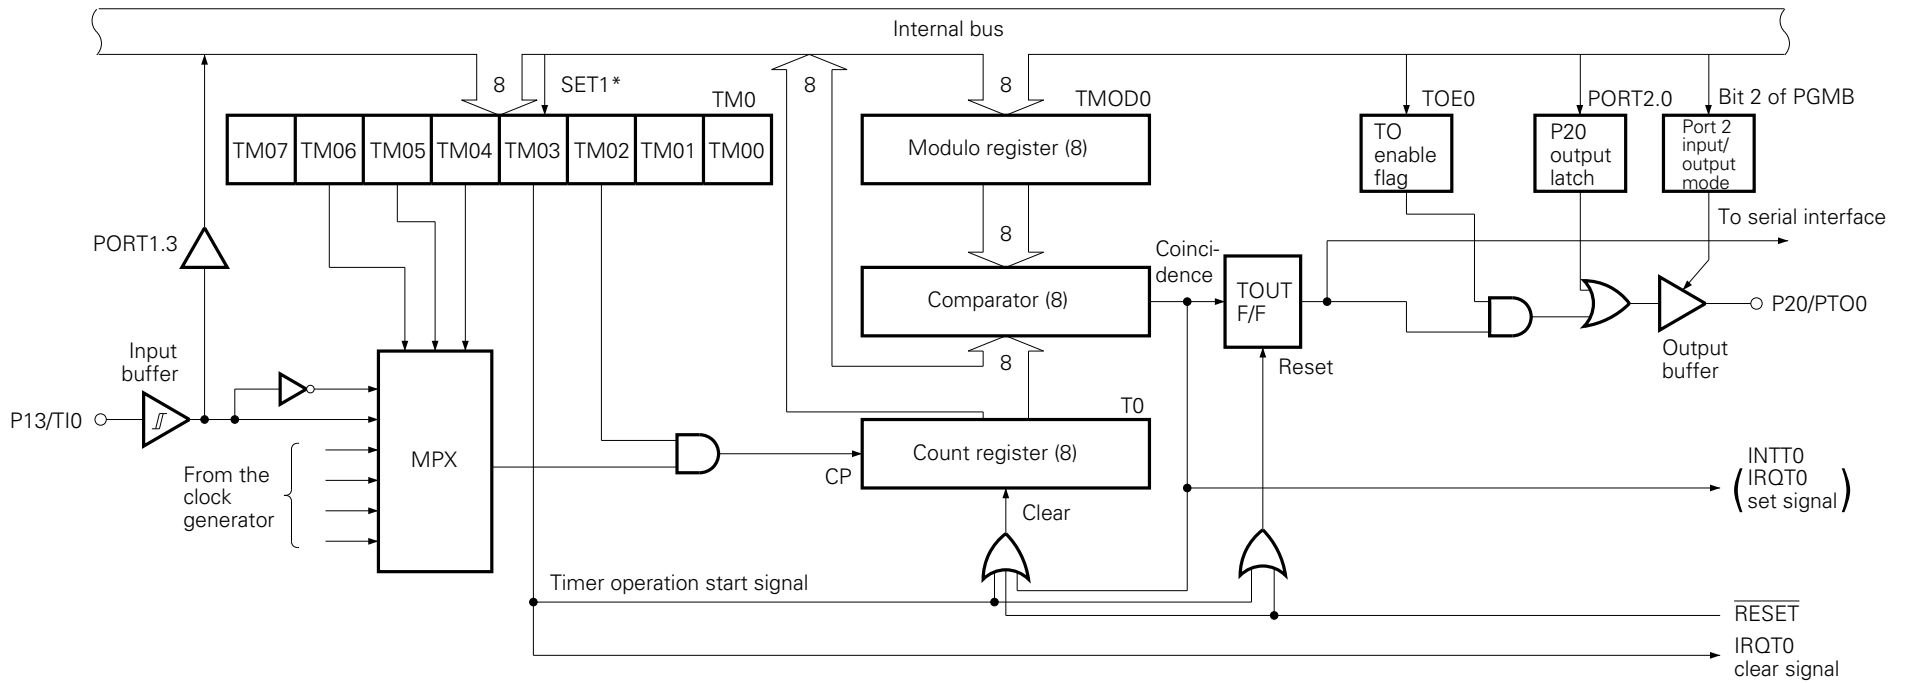 Internal bus
8
SET1*
TM0
8
8
TMOD0
TOE0
PORT2.0
Bit 2 of PGMB
TM07 TM06 TM05 TM04 TM03 TM02 TM01 TM00
Modulo register (8)
TO
enable
flag
P20
output
latch
Port 2
input/
output
mode
PORT1.3
8
To serial interface
Coinci-
dence
Comparator (8)
TOUT
F/F
P20/PTO0
Input
buffer
8
Reset
Output
buffer
P13/TI0
T0
MPX
Count register (8)
CP
From the
clock
generator
Clear
INTT0
(IRQT0
set signal)
Timer operation start signal
RESET
IRQT0
clear signal